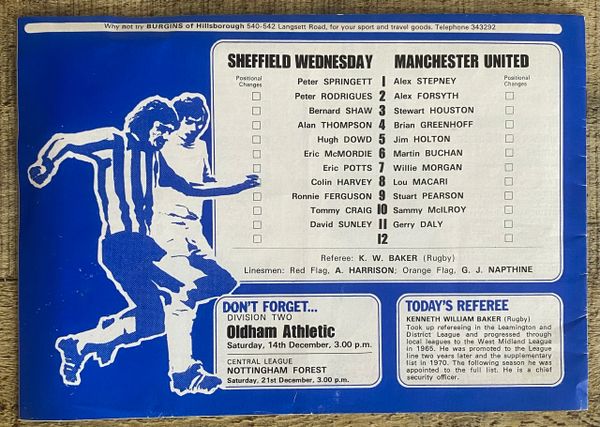 Why not try BURGINS of Hillsborough 540-542 Langsett Road, for your sport and travel goods. Telephone 343292
SHEFFIELD WEDNESDAY MANCHESTER UNITED
Positional Changes Positional Changes
Peter SPRINGETT 1 Alex STEPNEY
Peter RODRIGUES 2 Alex FORSYTH
Bernard SHAW 3 Stewart HOUSTON
Alan THOMPSON 4 Brian GREENHOFF
Hugh DOWD 5 Jim HOLTON
Eric McMORDIE 6 Martin BUCHAN
Eric POTTS 7 Willie MORGAN
Colin HARVEY 8 Lou MACARI
Ronnie FERGUSON 9 Stuart PEARSON
Tommy CRAIG 10 Sammy McILROY
David SUNLEY 11 Gerry DALY
12
Referee: K. W. BAKER (Rugby)
Linesmen: Red Flag, A. HARRISON; Orange Flag, G. J. NAPTHINE
DON'T FORGET...
DIVISION TWO
Oldham Athletic
Saturday, 14th December, 3.00 p.m.
CENTRAL LEAGUE
NOTTINGHAM FOREST
Saturday, 21st December, 3.00 p.m.
TODAY'S REFEREE
KENNETH WILLIAM BAKER (Rugby)
Took up refereeing in the Leamington and
District League and progressed through
local leagues to the West Midland League
in 1965. He was promoted to the League
line two years later and the supplementary
list in 1970. The following season he was
appointed to the full list. He is a chief
security officer.